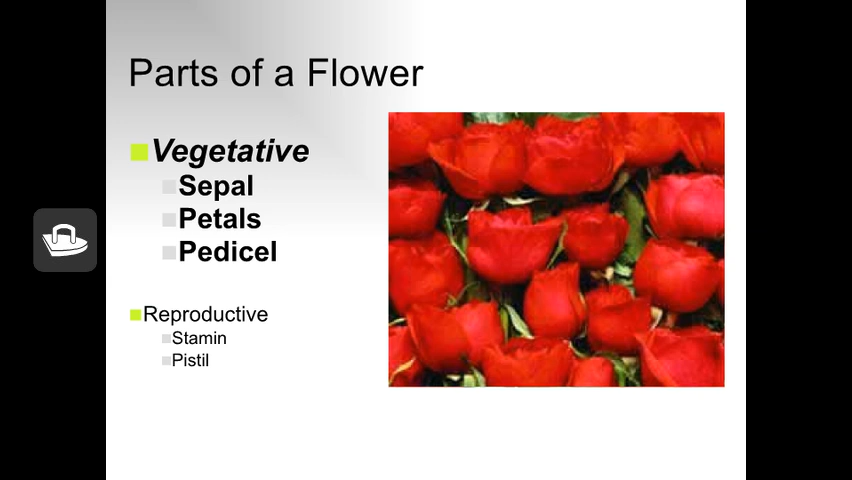 Parts of a Flower
Vegetative
Sepal
Petals
Pedicel
Reproductive
Stamin
Pistil